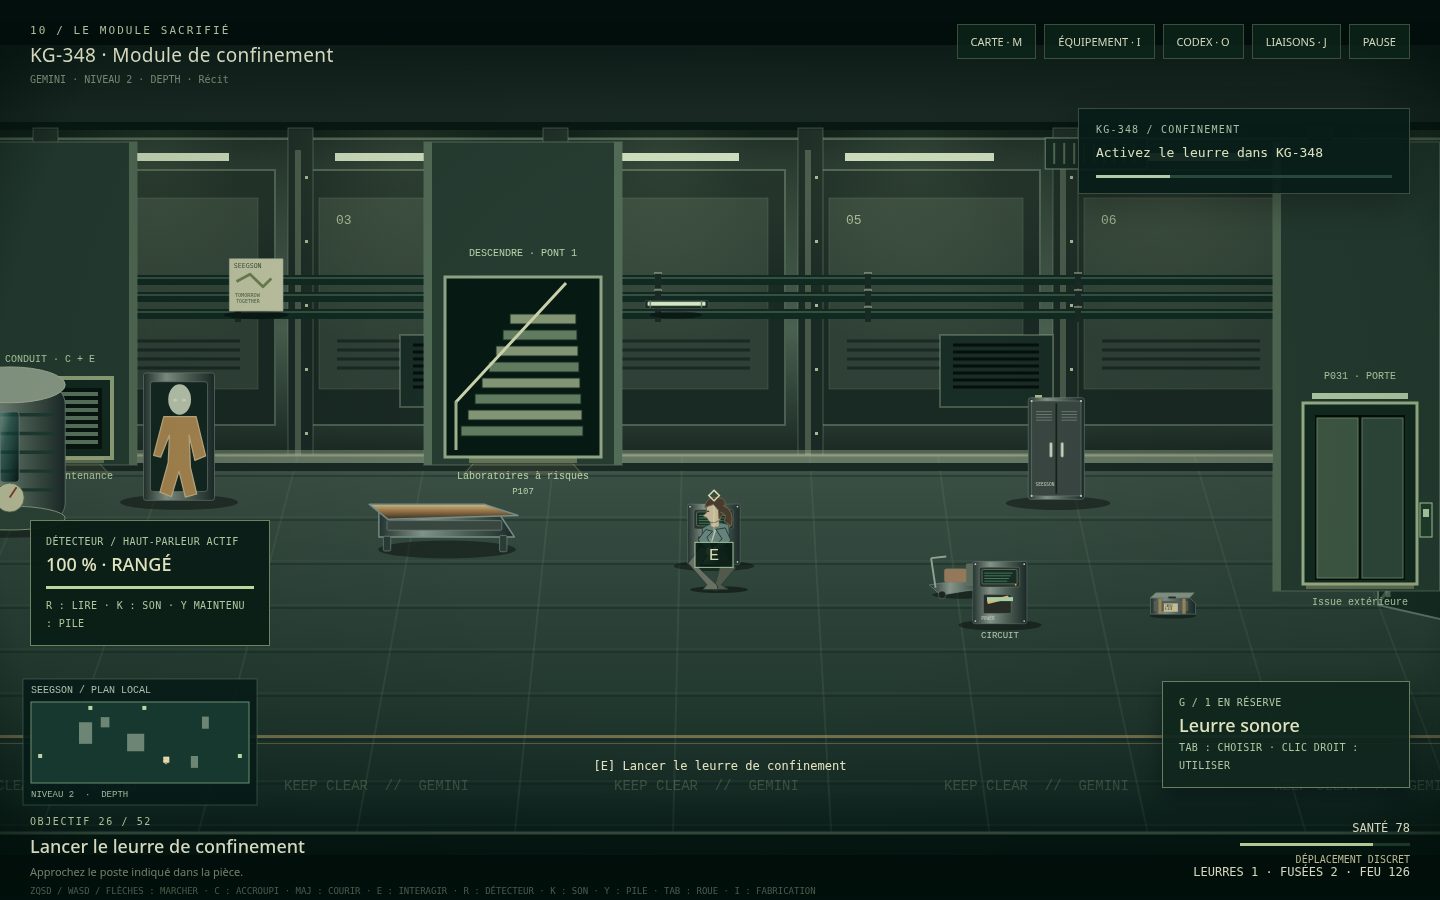 10 / LE MODULE SACRIFIÉ
KG-348 · Module de confinement
GEMINI · NIVEAU 2 · DEPTH · Récit
CARTE · M
ÉQUIPEMENT · I
CODEX · O
LIAISONS · J
PAUSE
KG-348 / CONFINEMENT
Activez le leurre dans KG-348
03
05
06
DESCENDRE · PONT 1
SEEGSON
TOMORROW
TOGETHER
CONDUIT · C + E
P031 · PORTE
ntenance
Laboratoires à risques
P107
SEEGSON
E
Issue extérieure
POWER
CIRCUIT
DÉTECTEUR / HAUT-PARLEUR ACTIF
100 % · RANGÉ
R : LIRE · K : SON · Y MAINTENU
: PILE
SEEGSON / PLAN LOCAL
NIVEAU 2 · DEPTH
G / 1 EN RÉSERVE
Leurre sonore
TAB : CHOISIR · CLIC DROIT :
UTILISER
[E] Lancer le leurre de confinement
KEEP CLEAR // GEMINI
KEEP CLEAR // GEMINI
KEEP CLEAR // GEMINI
OBJECTIF 26 / 52
Lancer le leurre de confinement
Approchez le poste indiqué dans la pièce.
ZQSD / WASD / FLÈCHES : MARCHER · C : ACCROUPI · MAJ : COURIR · E : INTERAGIR · R : DÉTECTEUR · K : SON · Y : PILE · TAB : ROUE · I : FABRICATION
SANTÉ 78
DÉPLACEMENT DISCRET
LEURRES 1 · FUSÉES 2 · FEU 126